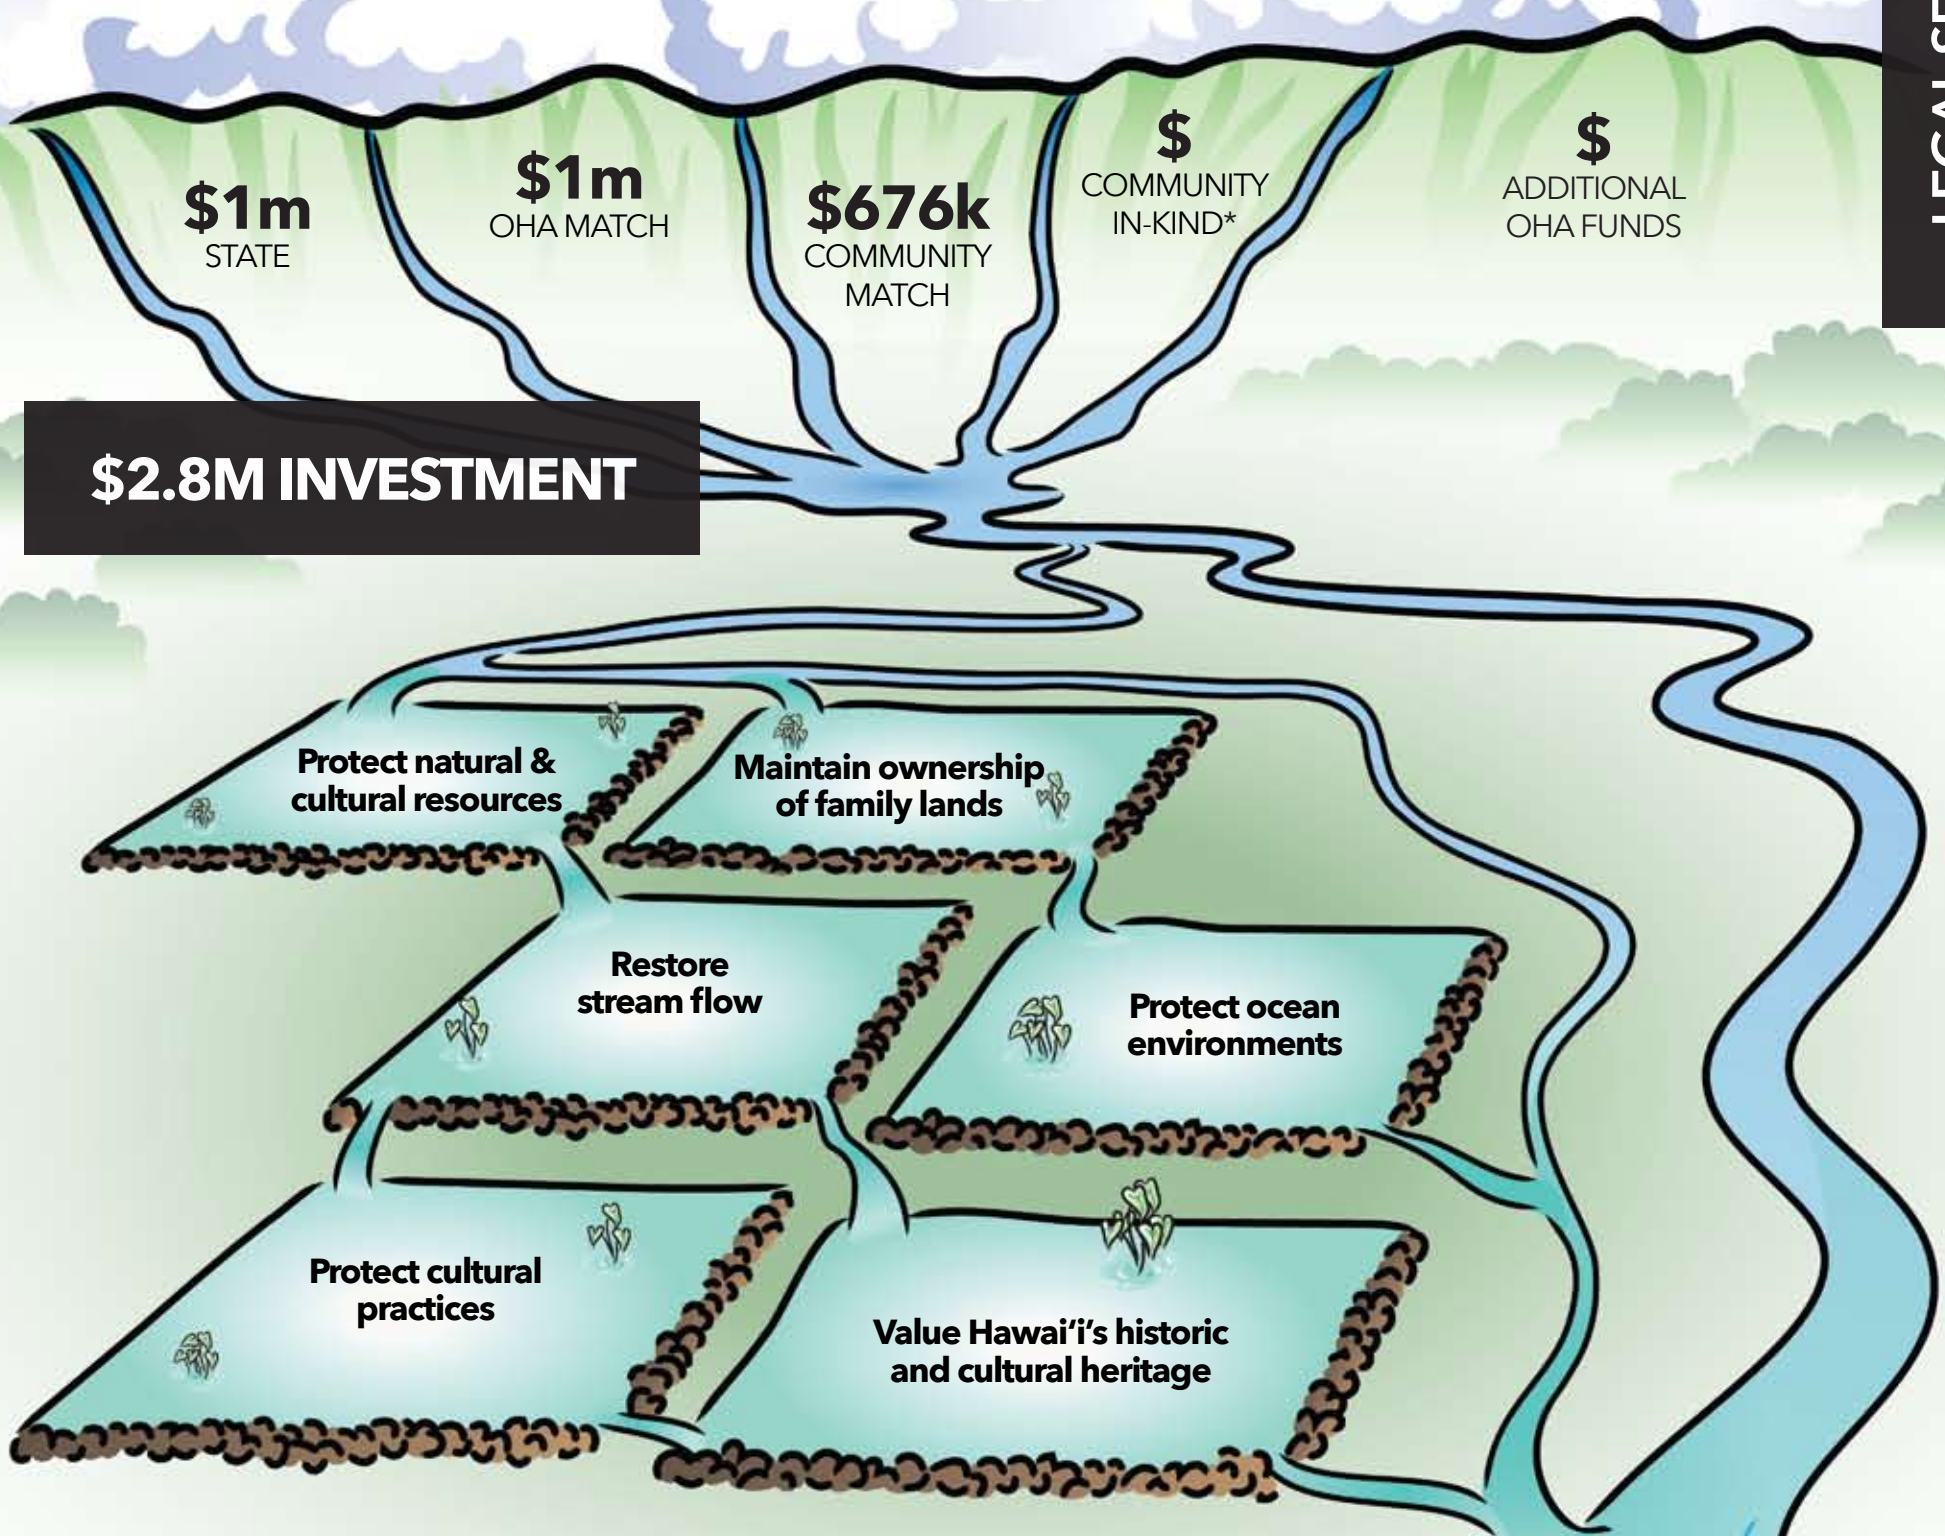 $1m
STATE
$1m
OHA MATCH
$676k
COMMUNITY
MATCH
$
COMMUNITY
IN-KIND*
$
ADDITIONAL
OHA FUNDS
LEGAL
$2.8M INVESTMENT
Protect natural &
cultural resources
Maintain ownership
of family lands
Restore
stream flow
Protect ocean
environments
Protect cultural
practices
Value Hawai‘i’s historic
and cultural heritage